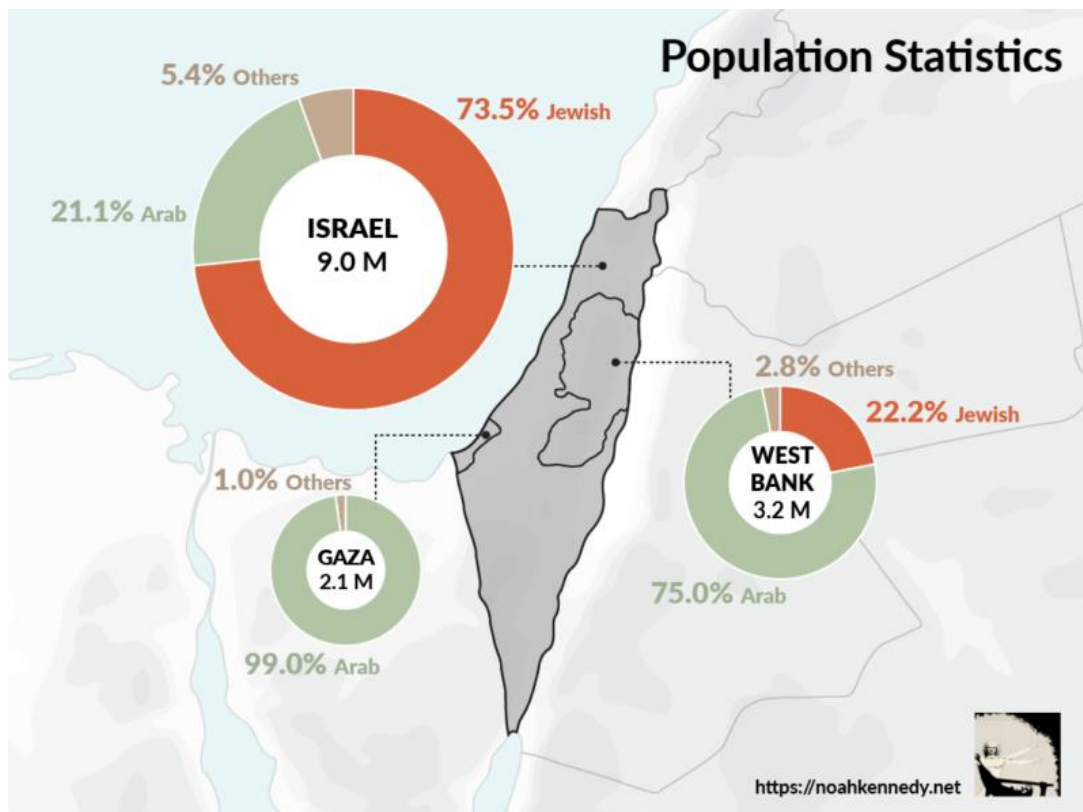 Population Statistics
5.4% Others
73.5% Jewish
21.1% Arab
ISRAEL
9.0 M
2.8% Others
22.2% Jewish
WEST
BANK
3.2 M
75.0% Arab
1.0% Others
GAZA
2.1 M
99.0% Arab
https://noahkennedy.net